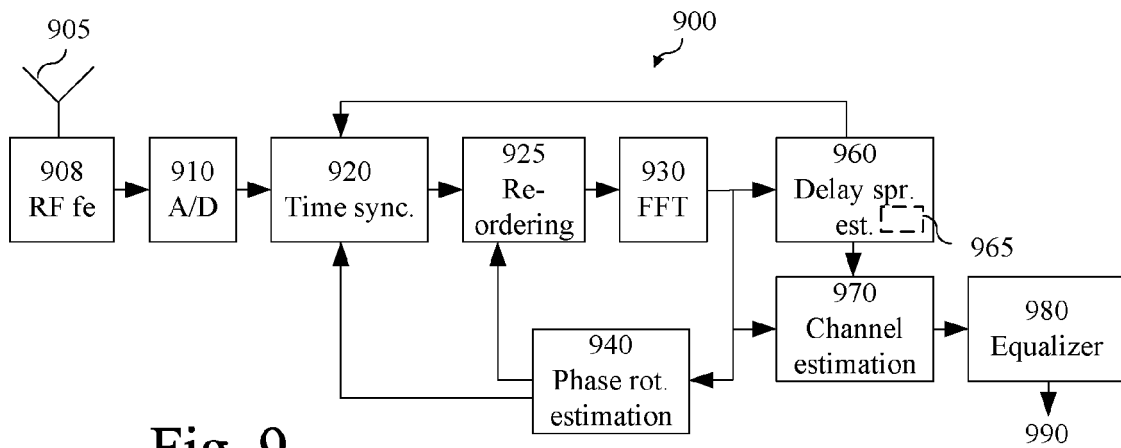 905
900
908
RF fe
910
A/D
920
Time sync.
925
Re-
ordering
930
FFT
960
Delay spr.
est.
965
940
Phase rot.
estimation
970
Channel
estimation
980
Equalizer
990
Fig. 9